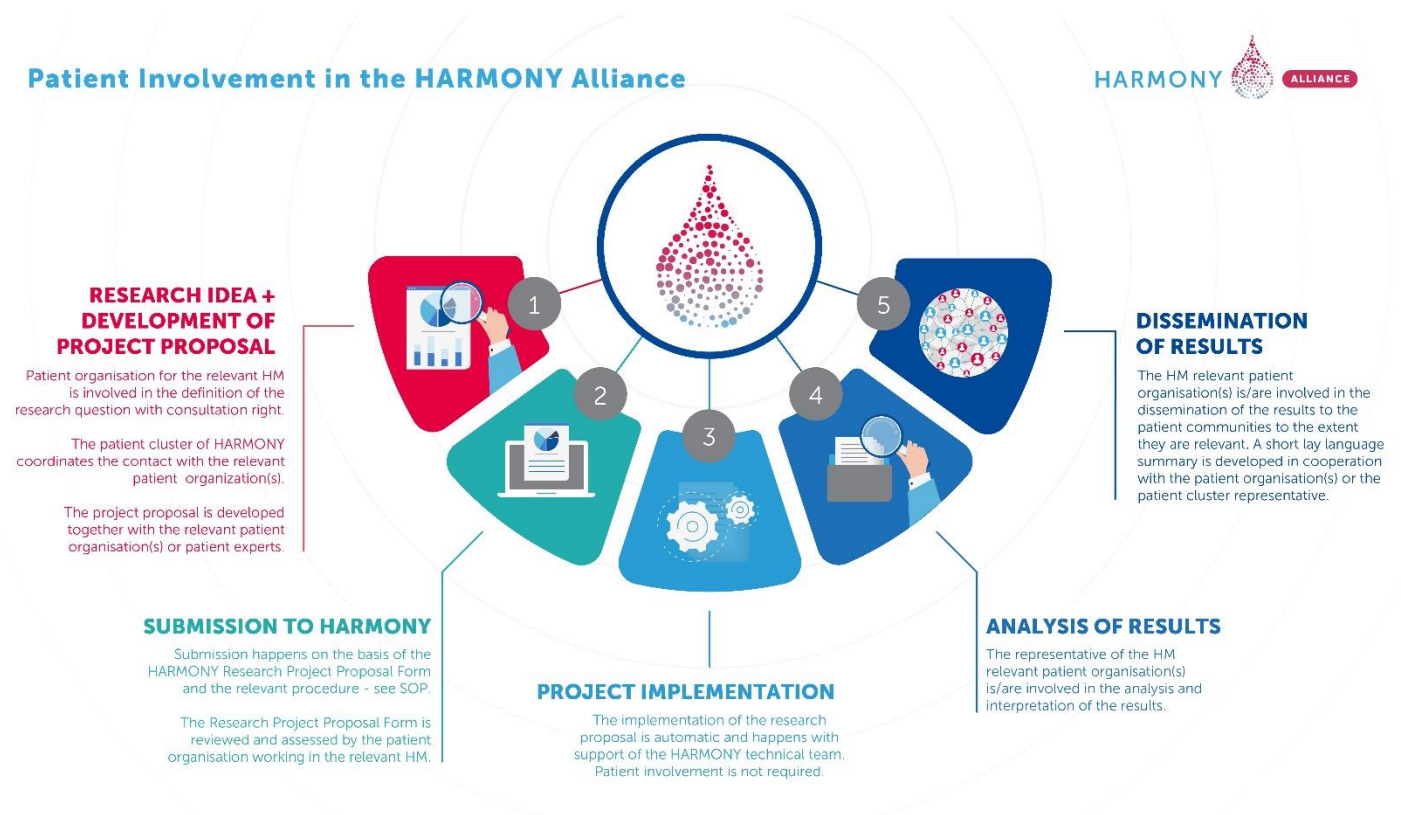 Patient Involvement in the HARMONY Alliance
HARMONY ALLIANCE
1
2
3
4
5
RESEARCH IDEA +
DEVELOPMENT OF
PROJECT PROPOSAL
Patient organisation for the relevant HM
is involved in the definition of the
research question with consultation right.
The patient cluster of HARMONY
coordinates the contact with the relevant
patient organization(s).
The project proposal is developed
together with the relevant patient
organisation(s) or patient experts.
SUBMISSION TO HARMONY
Submission happens on the basis of the
HARMONY Research Project Proposal Form
and the relevant procedure - see SOP.
The Research Project Proposal Form is
reviewed and assessed by the patient
organisation working in the relevant HM.
PROJECT IMPLEMENTATION
The implementation of the research
proposal is automatic and happens with
support of the HARMONY technical team.
Patient involvement is not required.
ANALYSIS OF RESULTS
The representative of the HM
relevant patient organisation(s)
is/are involved in the analysis and
interpretation of the results.
DISSEMINATION
OF RESULTS
The HM relevant patient
organisation(s) is/are involved in the
dissemination of the results to the
patient communities to the extent
they are relevant. A short lay language
summary is developed in cooperation
with the patient organisation(s) or the
patient cluster representative.